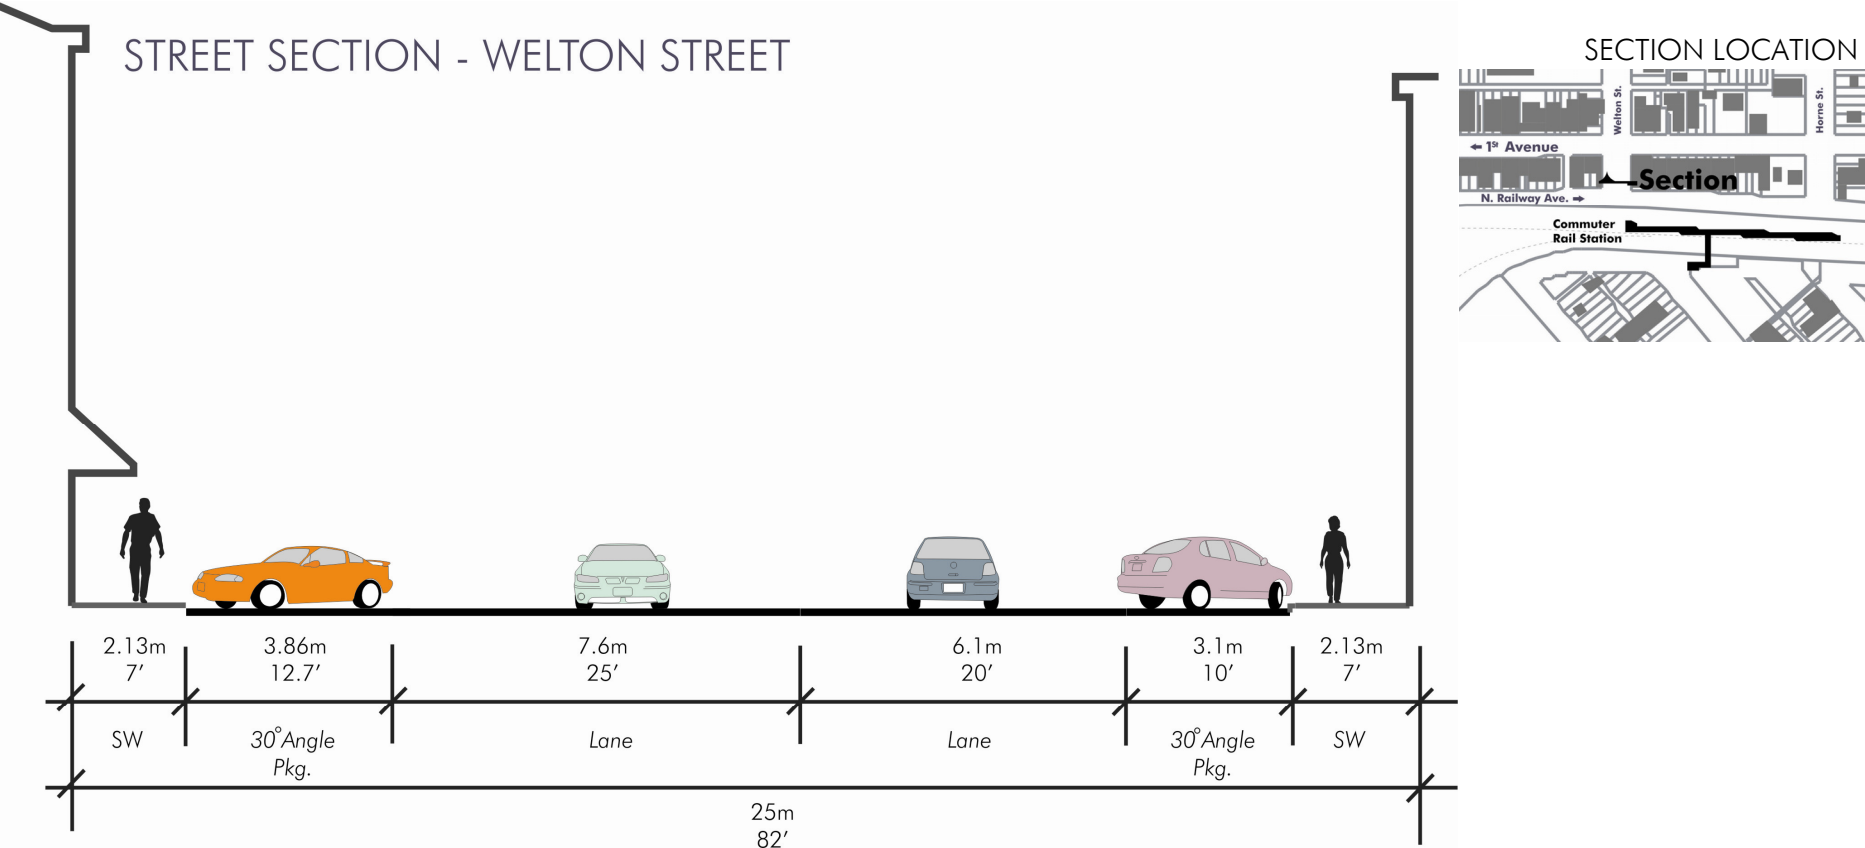 STREET SECTION - WELTON STREET
SECTION LOCATION
Welton St.
Horne St.
1St Avenue
Section
N. Railway Ave.
Commuter
Rail Station
2.13m
7′
3.86m
12.7′
7.6m
25′
6.1m
20′
3.1m
10′
2.13m
7′
SW
30°Angle
Pkg.
Lane
Lane
30°Angle
Pkg.
SW
25m
82′